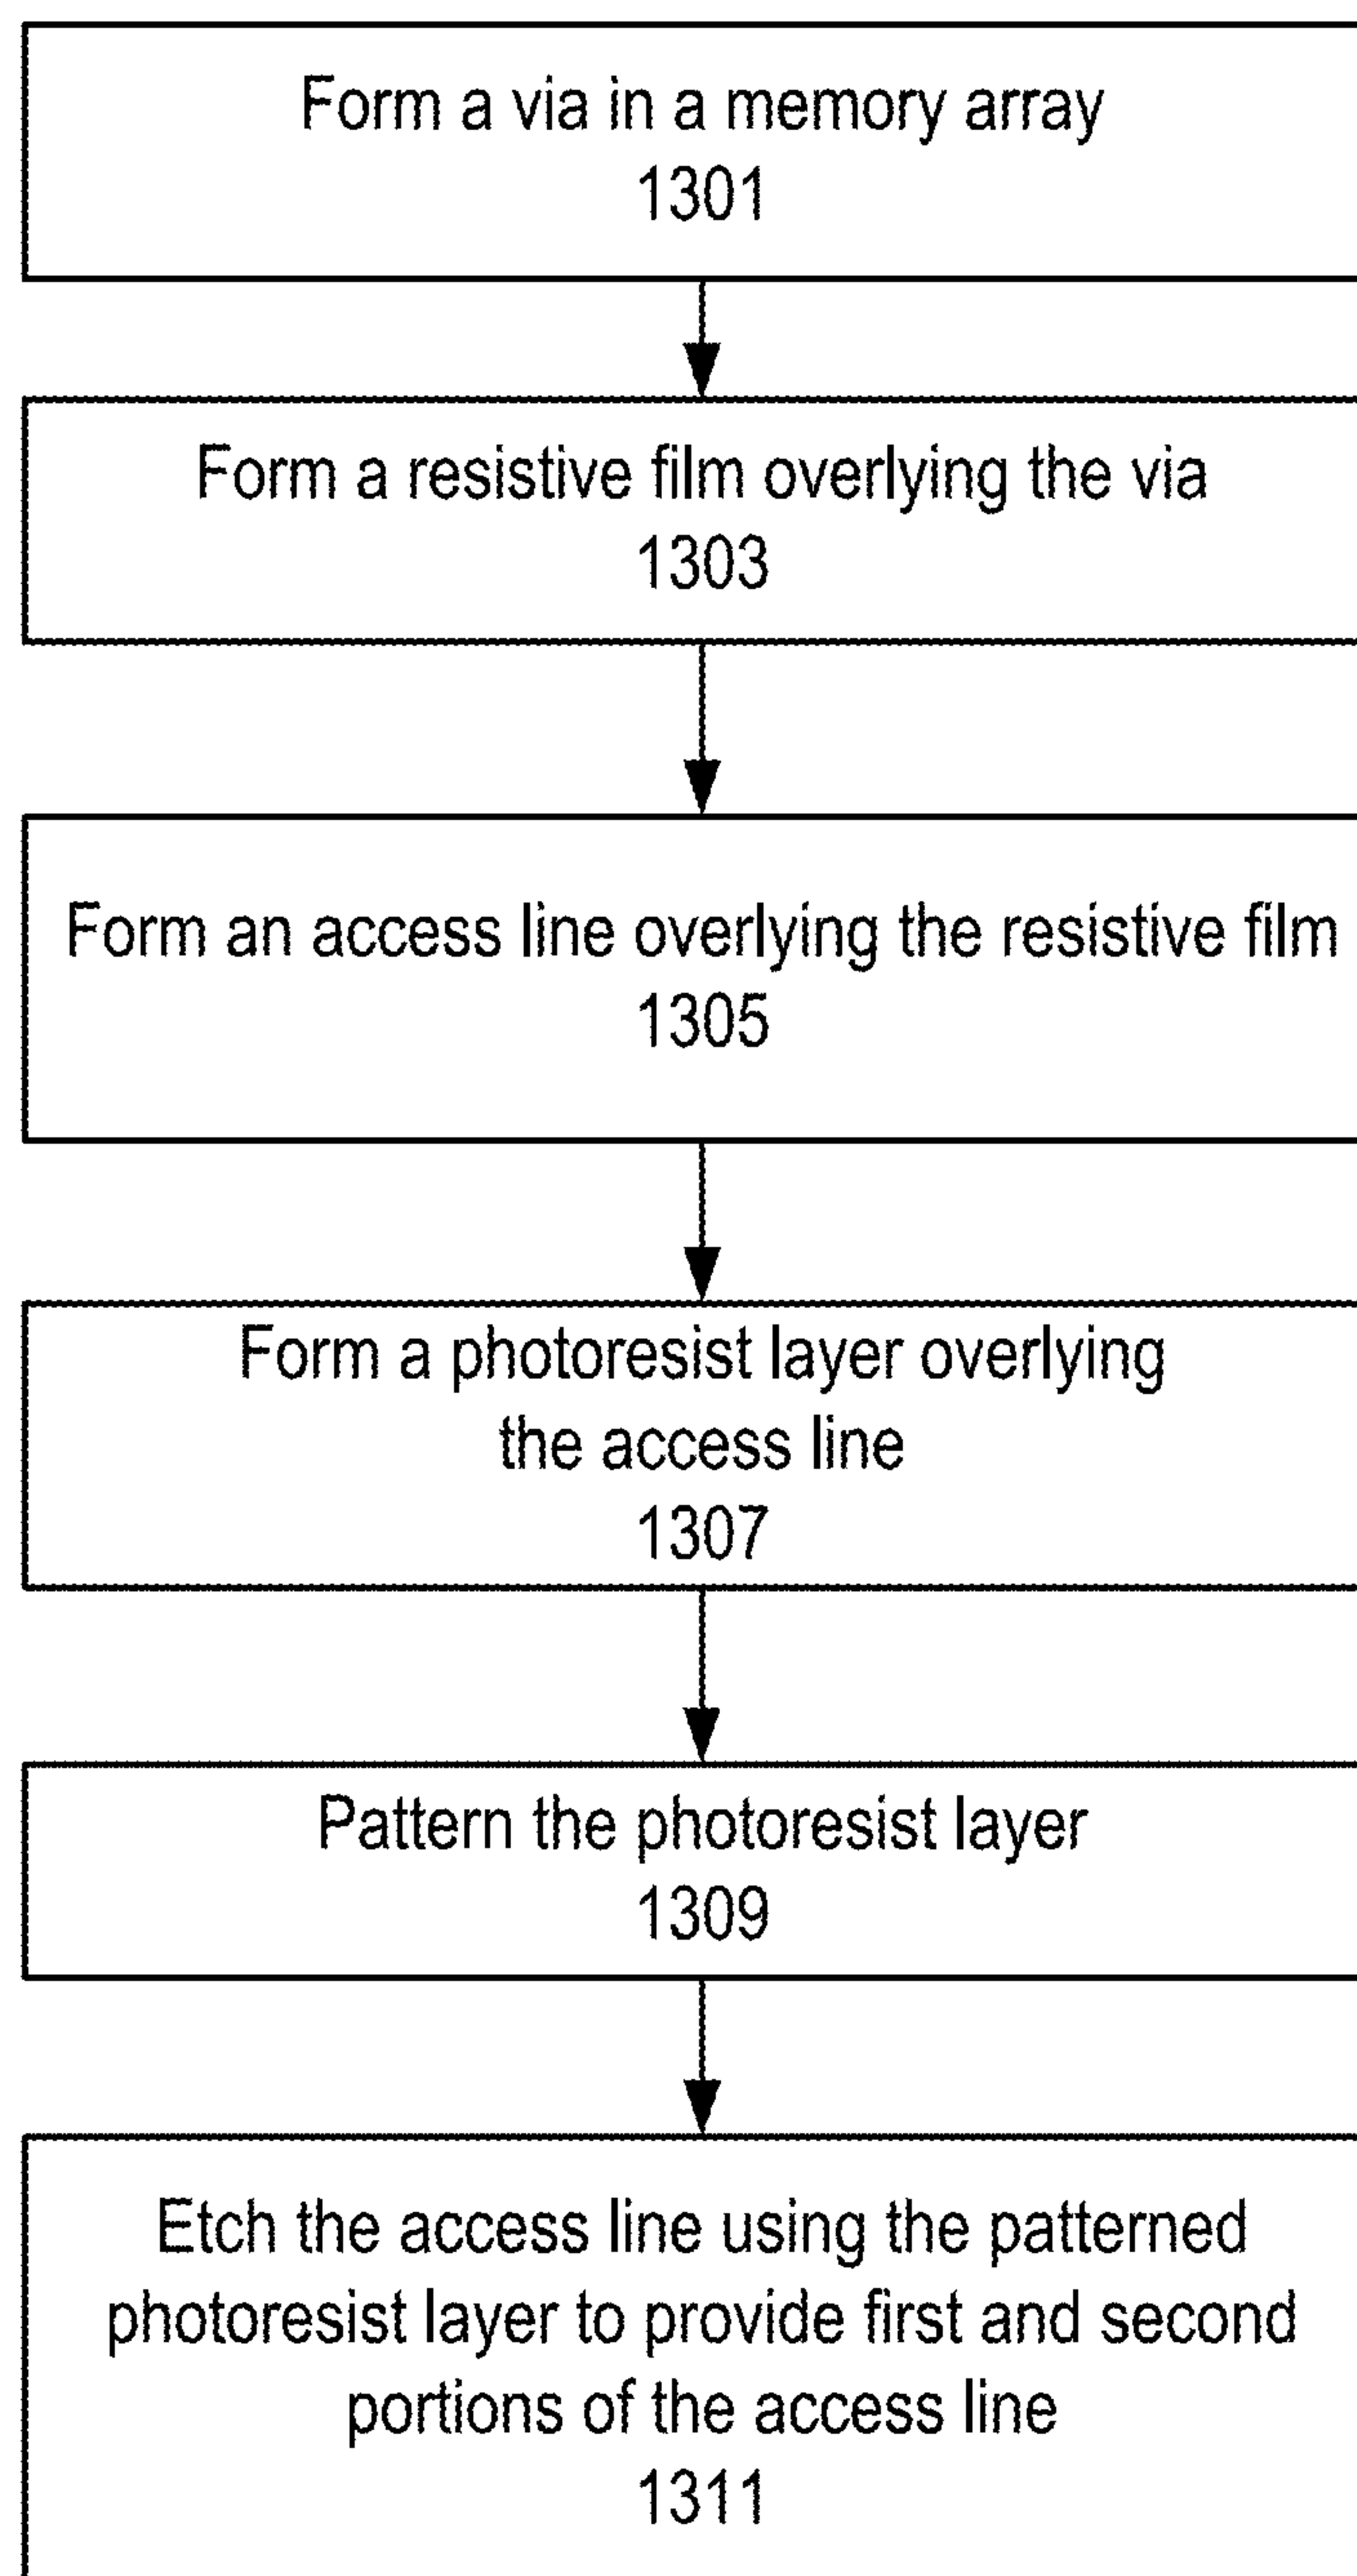 Form a via in a memory array
1301
Form a resistive film overlying the via
1303
Form an access line overlying the resistive film
1305
Form a photoresist layer overlying
the access line
1307
Pattern the photoresist layer
1309
Etch the access line using the patterned
photoresist layer to provide first and second
portions of the access line
1311